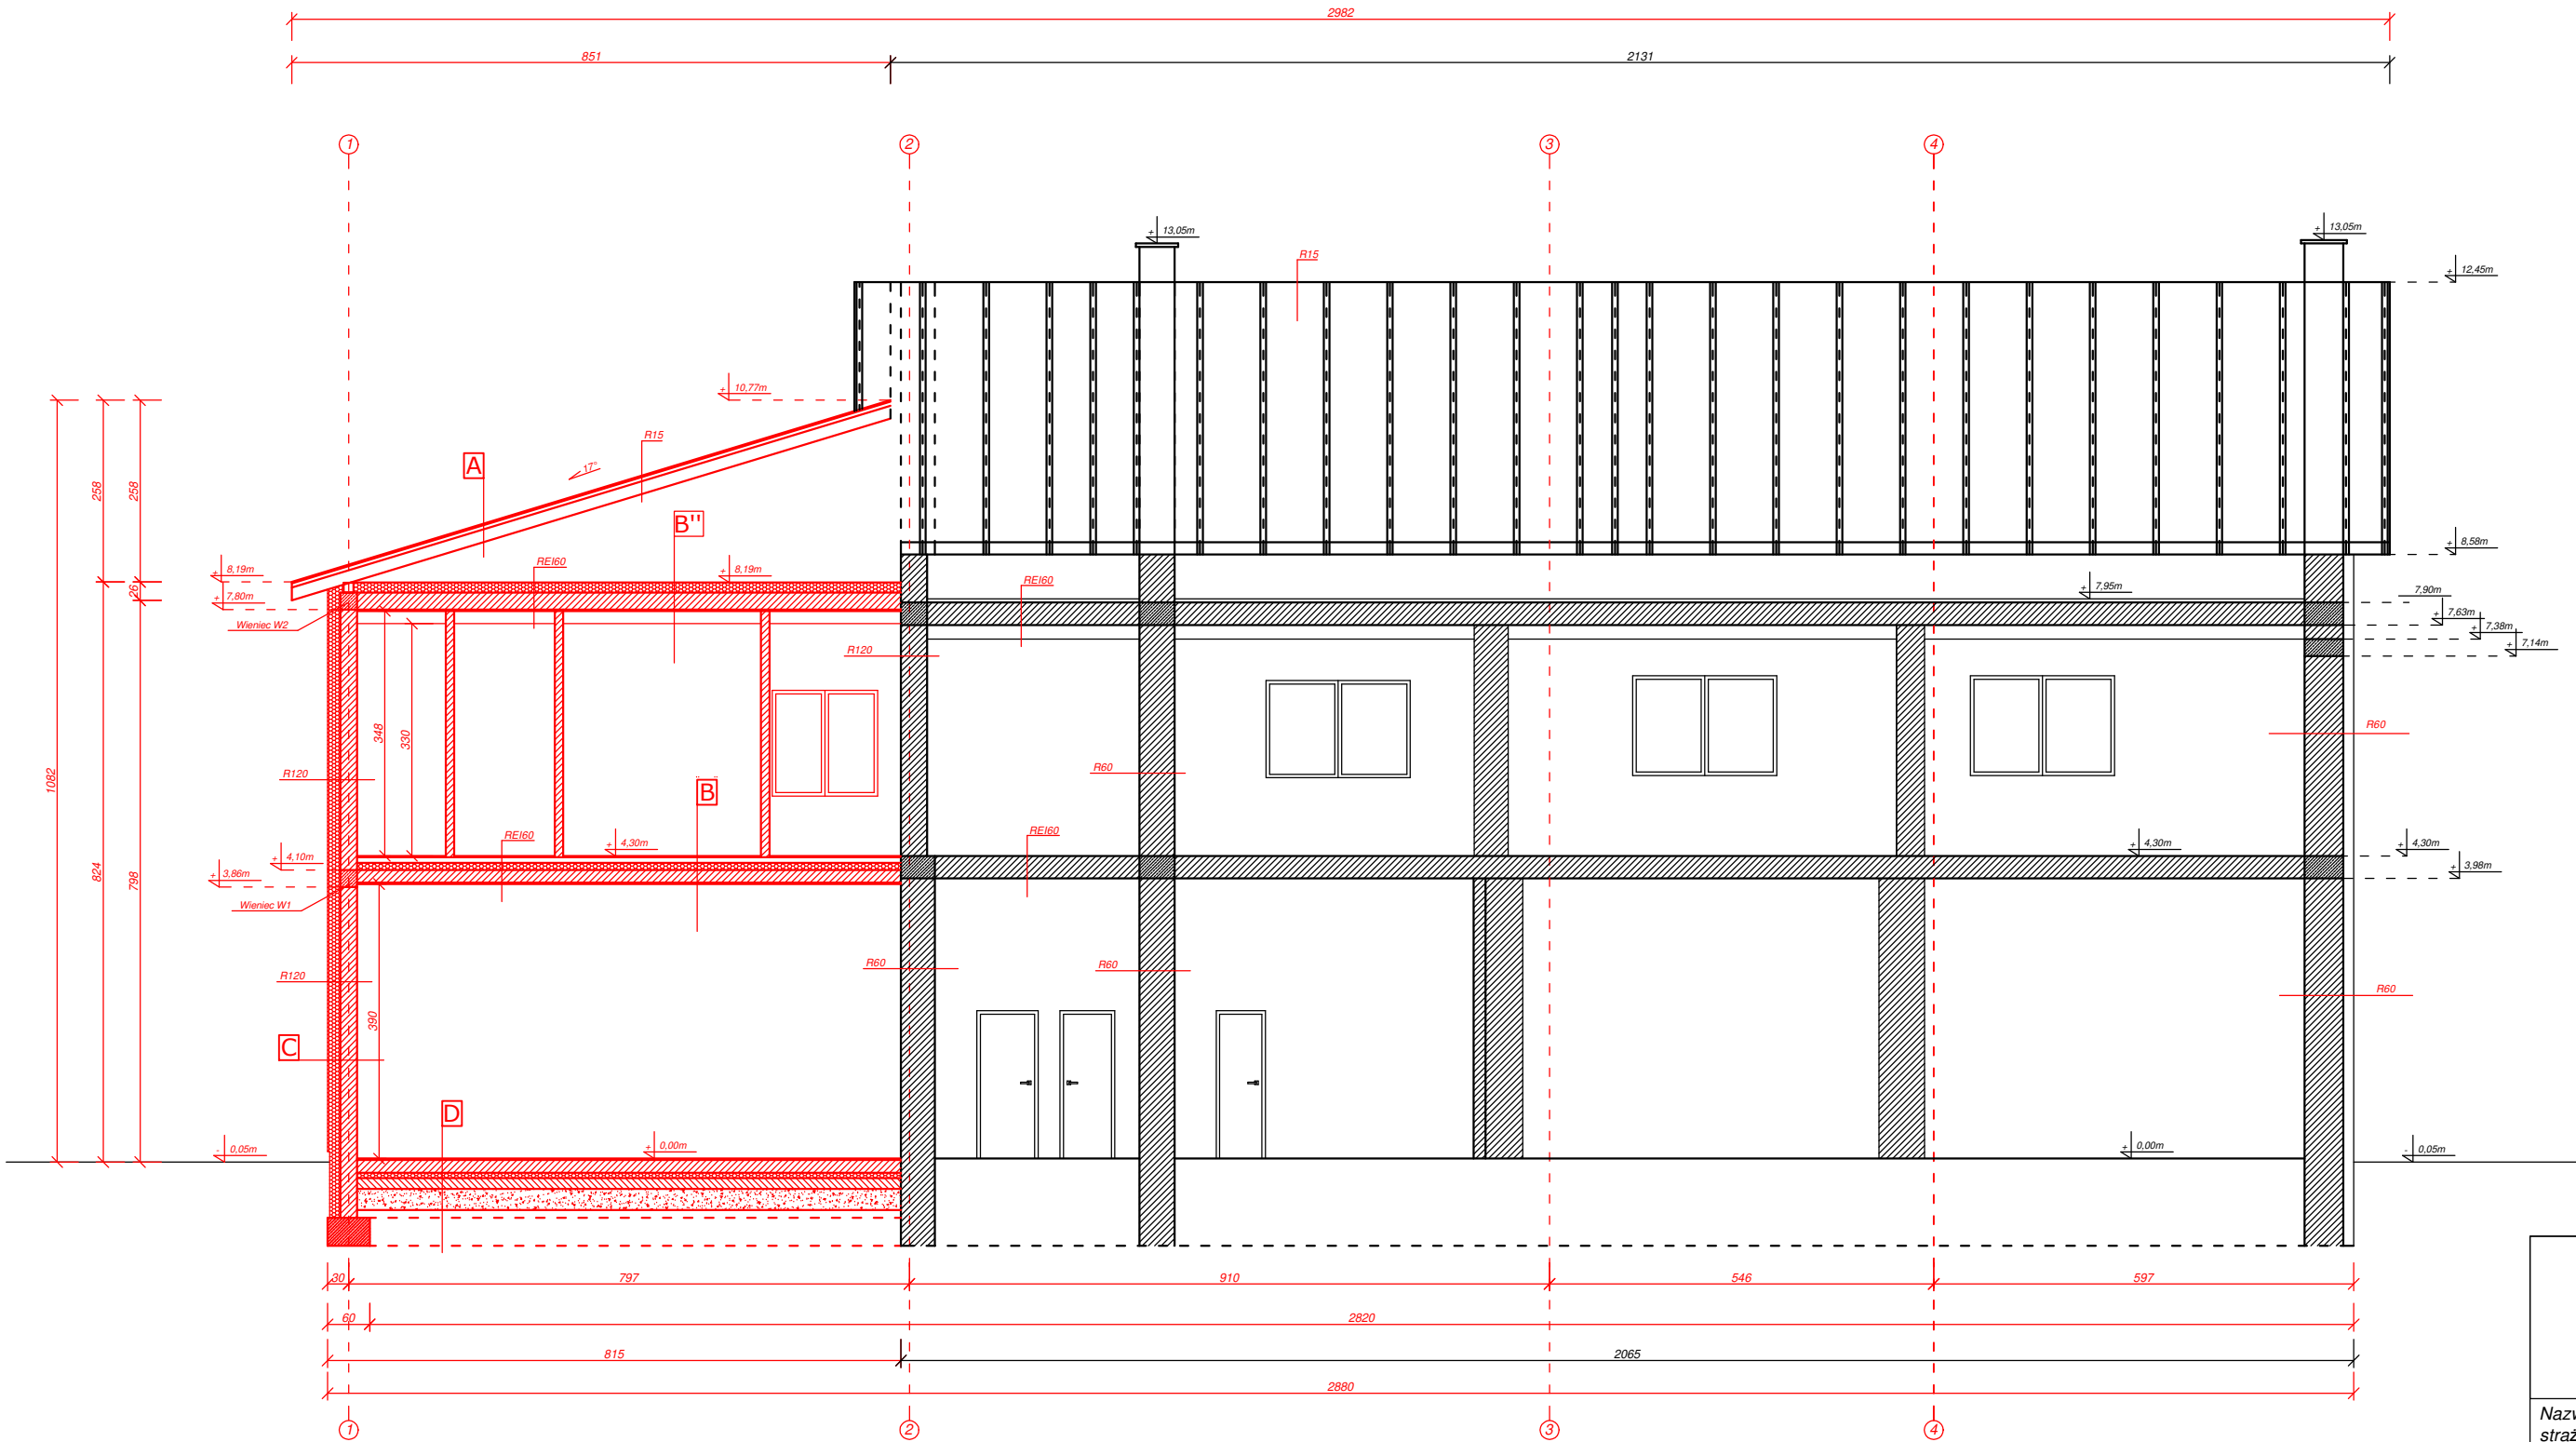 2982
851
2131
1
2
3
4
+ 13,05m
+ 13,05m
R15
+ 12,45m
+ 10,77m
R15
A
17°
258
258
B"
+ 8,58m
REI60
+ 8,19m
+ 8,19m
REI60
26
+ 7,80m
+ 7,95m
7,90m
+ 7,63m
Wieniec W2
+ 7,38m
+ 7,14m
R120
348
330
R60
R120
R60
1082
B
REI60
REI60
+ 4,30m
+ 4,30m
+ 4,30m
+ 4,10m
+ 3,86m
+ 3,98m
824
798
Wieniec W1
R60
R60
R120
R60
390
C
D
- 0,05m
+ 0,00m
+ 0,00m
- 0,05m
30
797
910
546
597
60
2820
815
2065
2880
1
2
3
4
Nazw
straż